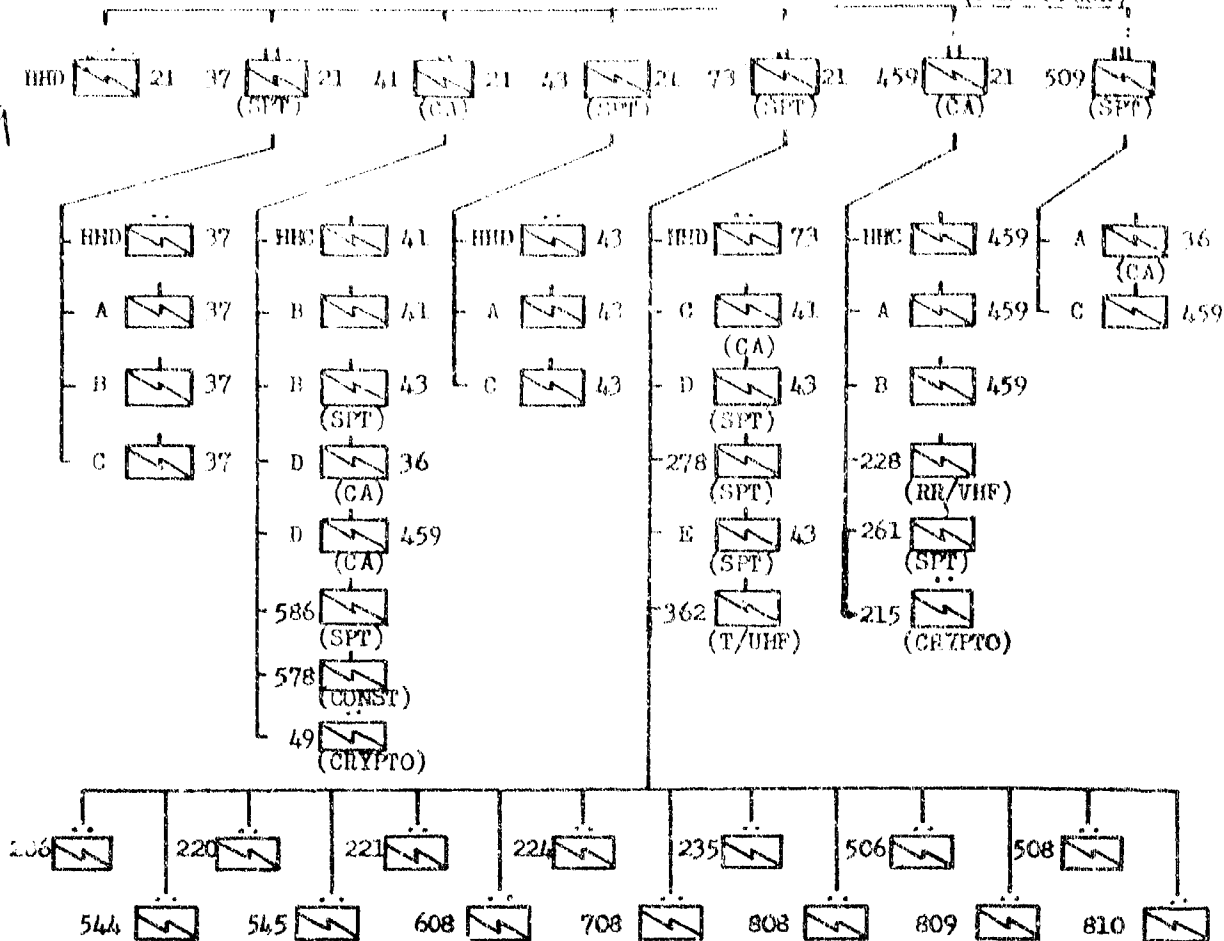 HHD 21 37 21 41 21 43 21 73 21 459 21 509
(SPT) (CA) (SPT) (SPT) (CA) (SPT)
HHD 37 HHC 41 HHD 43 HHD 73 HHC 459 A 36
(CA)
A 37 B 41 A 43 C 41 A 459 C 459
(CA)
B 37 B 43 C 43 D 43 B 459
(SPT) (SPT)
C 37 D 36 278 228
(CA) (SPT) (RR/VHF)
D 459 E 43 261
(CA) (SPT) (SPT)
586 362 215
(SPT) (T/UHF) (CRYPTO)
578
(CONST)
49
(CRYPTO)
220 221 224 235 506 508
544 545 608 708 808 809 810